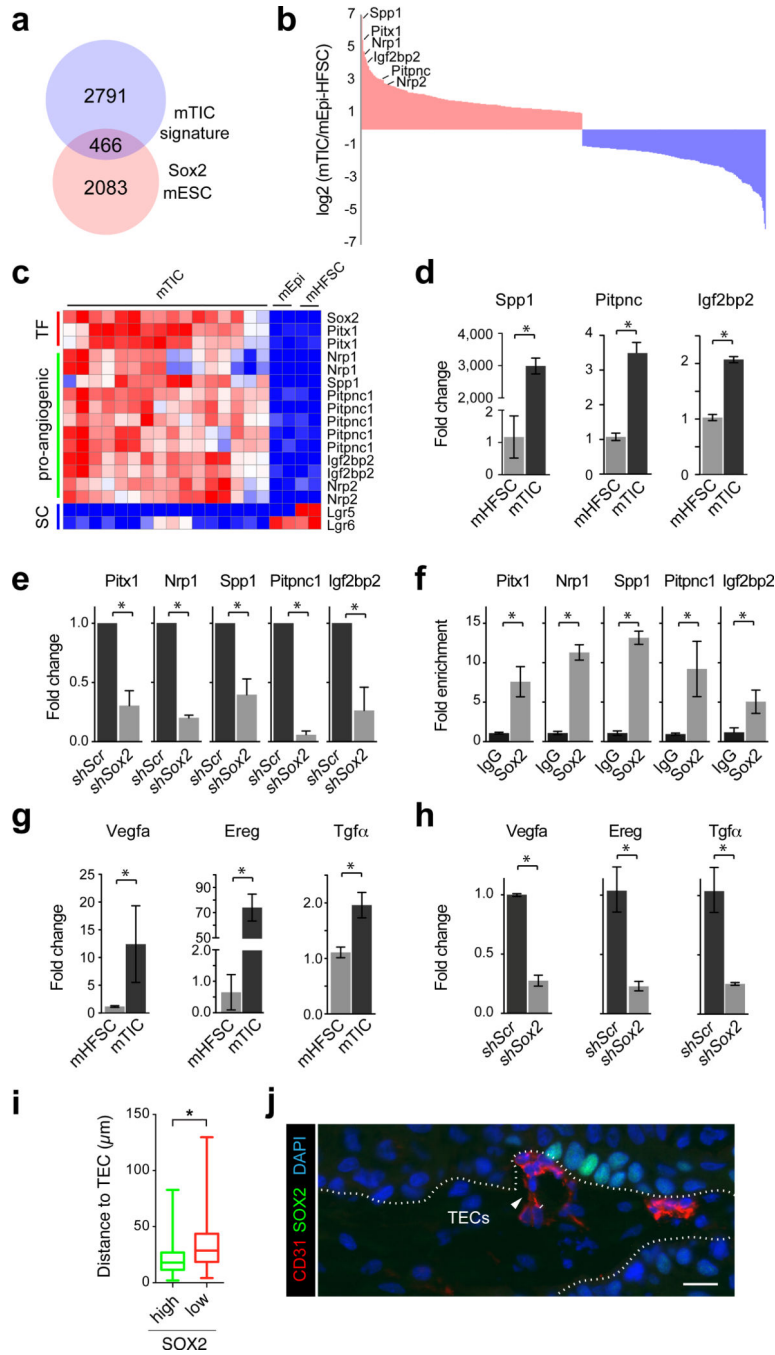 a
2791
mTIC
signature
466
Sox2
mESC
2083
b
log2 (mTIC/mEpi-HFSC)
7
5
3
1
-1
-3
-5
-7
Spp1
Pitx1
Nrp1
Igf2bp2
Pitpnc
Nrp2
c
mTIC
mEpi
mHFSC
TF
pro-angiogenic
SC
Sox2
Pitx1
Pitx1
Nrp1
Nrp1
Spp1
Pitpnc1
Pitpnc1
Pitpnc1
Pitpnc1
Pitpnc1
Igf2bp2
Igf2bp2
Nrp2
Nrp2
Lgr5
Lgr6
d
Spp1 Pitpnc Igf2bp2
Fold change
4,000
3,000
2,000
2
1
0
*
mHFSC
mTIC
4
3
2
1
0
*
mHFSC
mTIC
2
1
0
*
mHFSC
mTIC
e
Pitx1 Nrp1 Spp1 Pitpnc1 Igf2bp2
* * * * *
Fold change
1.0
0.5
0.0
shScr
shSox2
shScr
shSox2
shScr
shSox2
shScr
shSox2
shScr
shSox2
f
Pitx1 Nrp1 Spp1 Pitpnc1 Igf2bp2
* * * * *
Fold enrichment
15
10
5
0
IgG
Sox2
IgG
Sox2
IgG
Sox2
IgG
Sox2
IgG
Sox2
g
Vegfa Ereg Tgfα
Fold change
25
20
15
10
5
0
*
mHFSC
mTIC
90
70
50
2.0
1.0
0.0
*
mHFSC
mTIC
3
2
1
0
*
mHFSC
mTIC
h
Vegfa Ereg Tgfα
* * *
Fold change
1.0
0.5
0.0
shScr
shSox2
shScr
shSox2
shScr
shSox2
i
Distance to TEC (µm)
150
100
50
0
*
high
low
SOX2
j
CD31 SOX2 DAPI
TECs